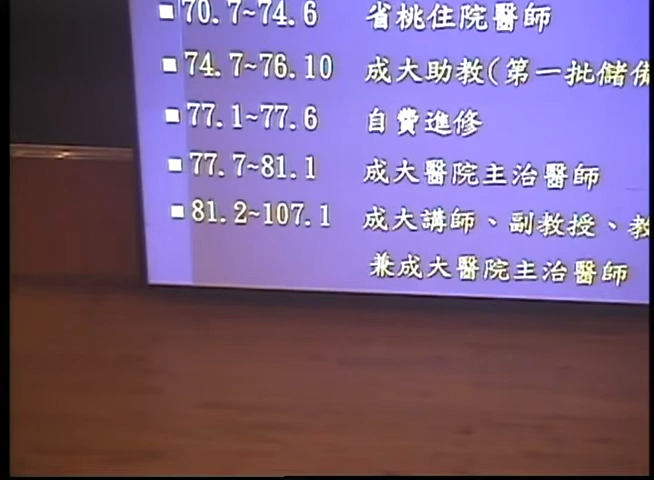 ■70.7~74.6 省桃住院醫師
■74.7~76.10 成大助教(第一批儲備
■77.1~77.6 自費進修
■77.7~81.1 成大醫院主治醫師
■81.2~107.1 成大講師、副教授、教
兼成大醫院主治醫師